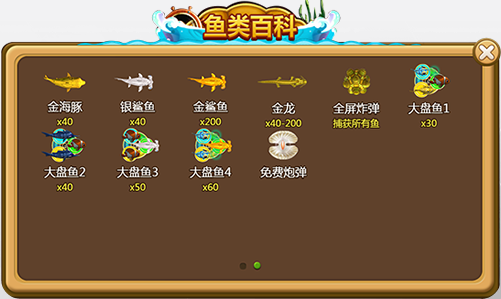 鱼类百科
金海豚 银鲨鱼 金鲨鱼 金龙 全屏炸弹 大盘鱼1
x40 x40 x200 x40-200 捕获所有鱼 x30
大盘鱼2 大盘鱼3 大盘鱼4 免费炮弹
x40 x50 x60